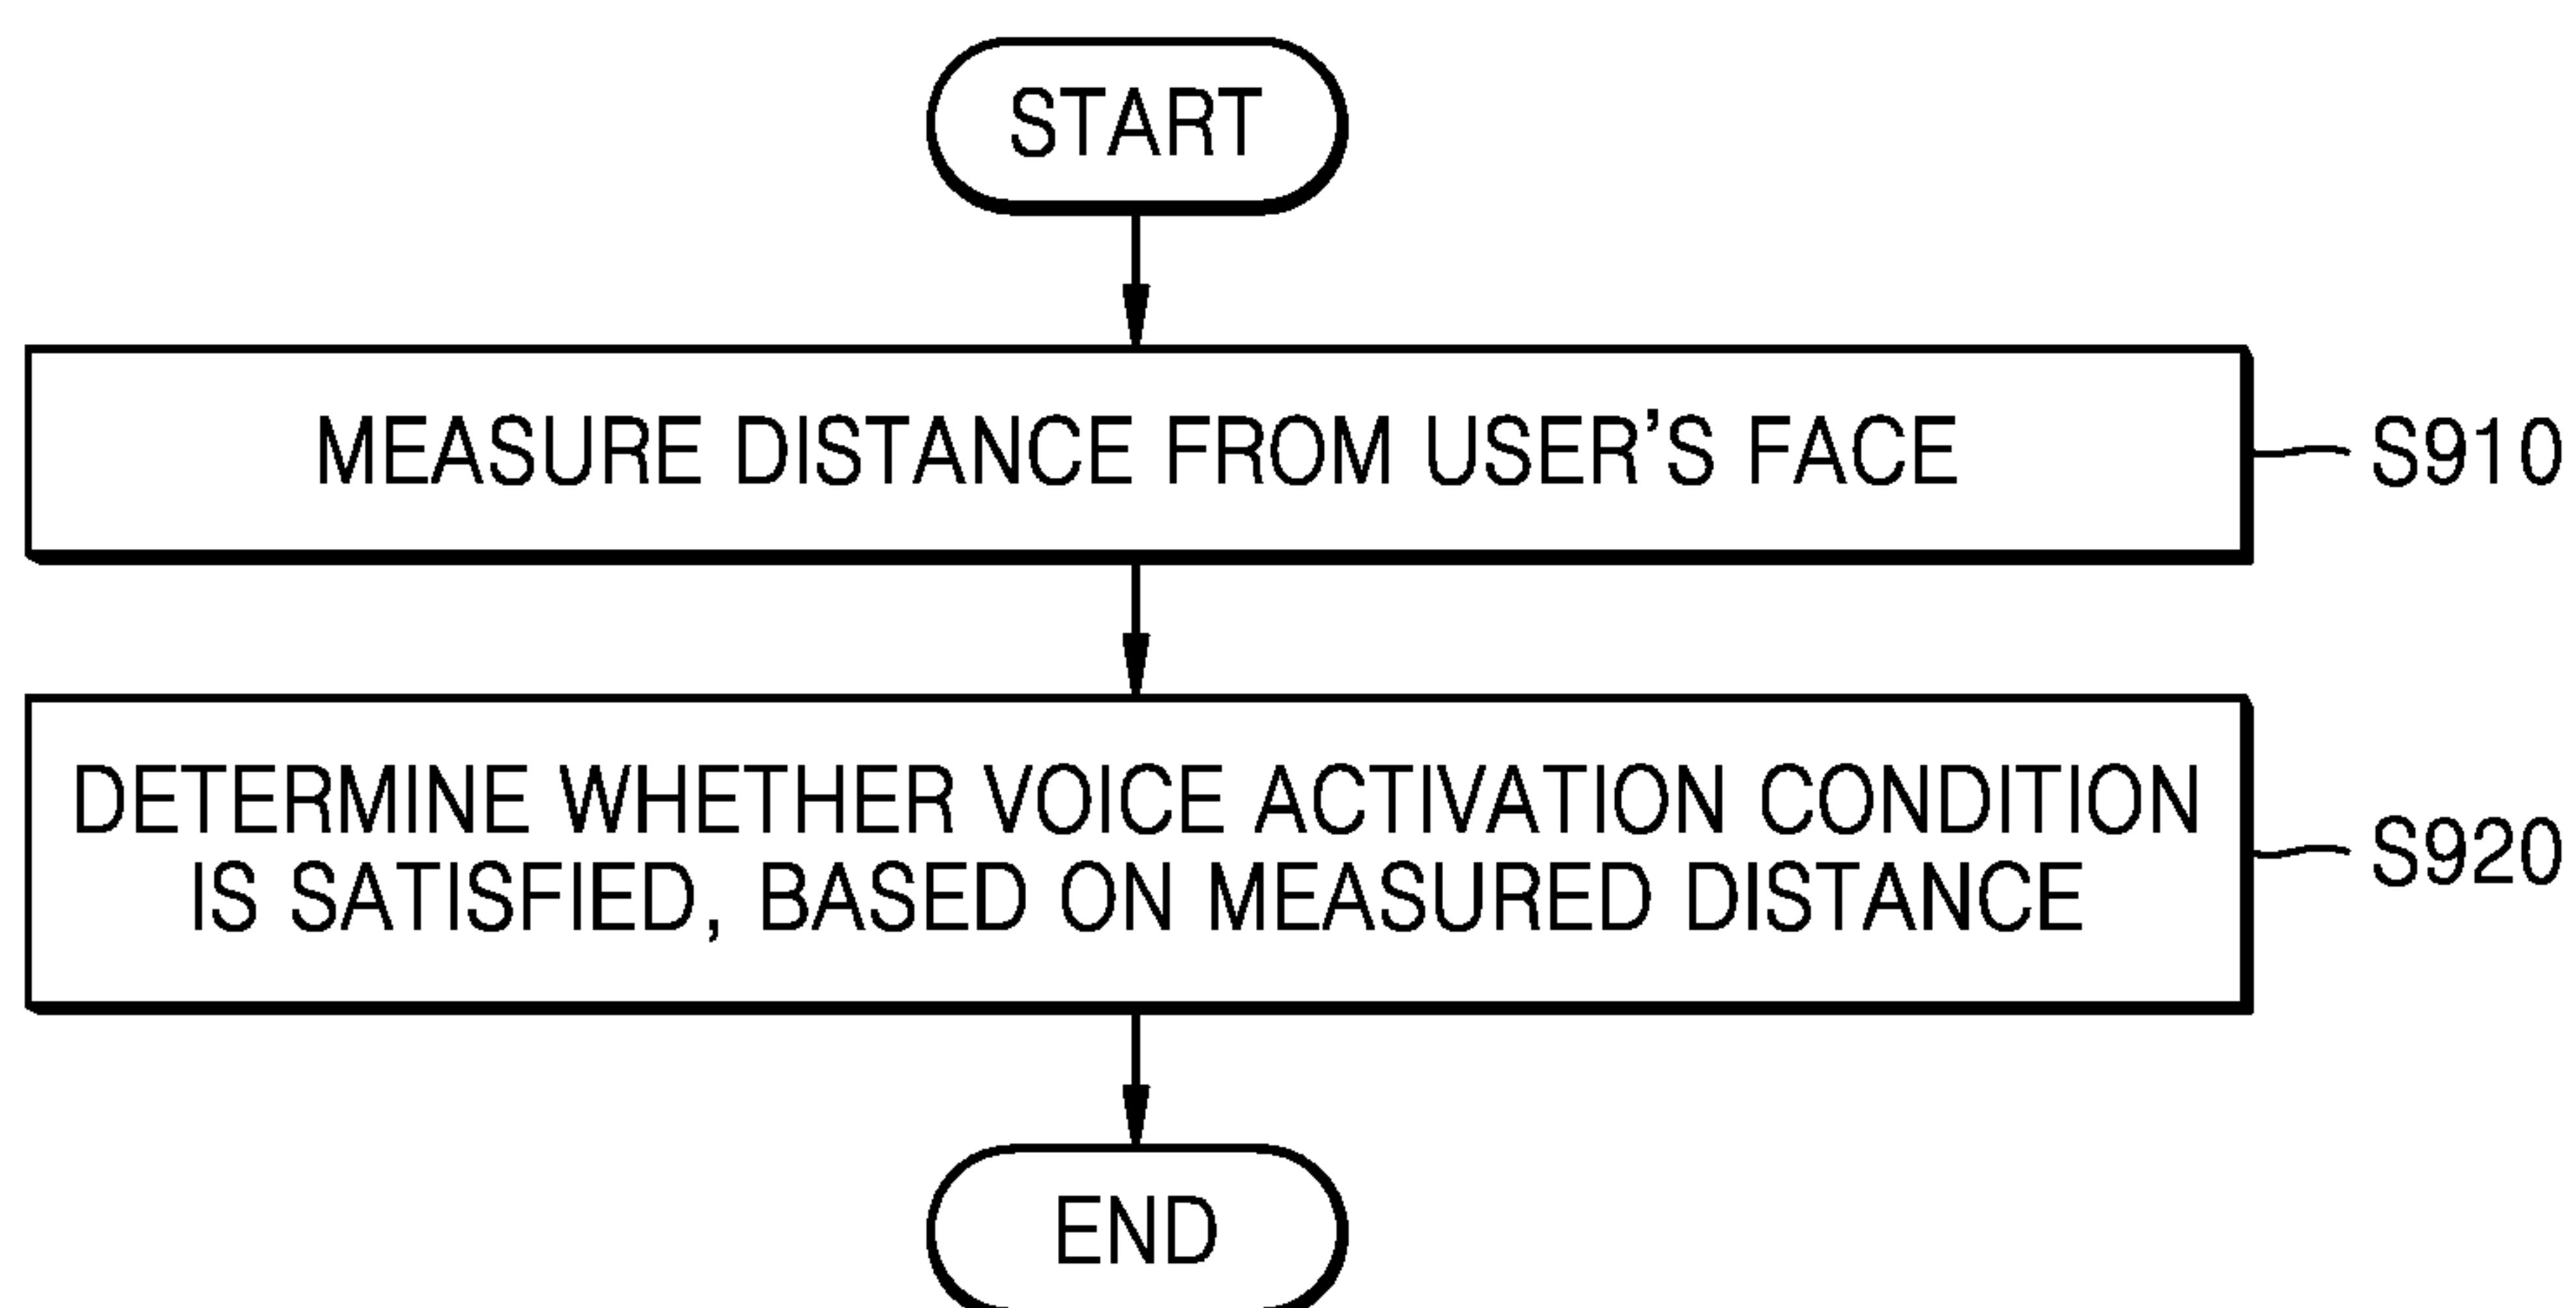 START
MEASURE DISTANCE FROM USER'S FACE
S910
DETERMINE WHETHER VOICE ACTIVATION CONDITION
IS SATISFIED, BASED ON MEASURED DISTANCE
S920
END